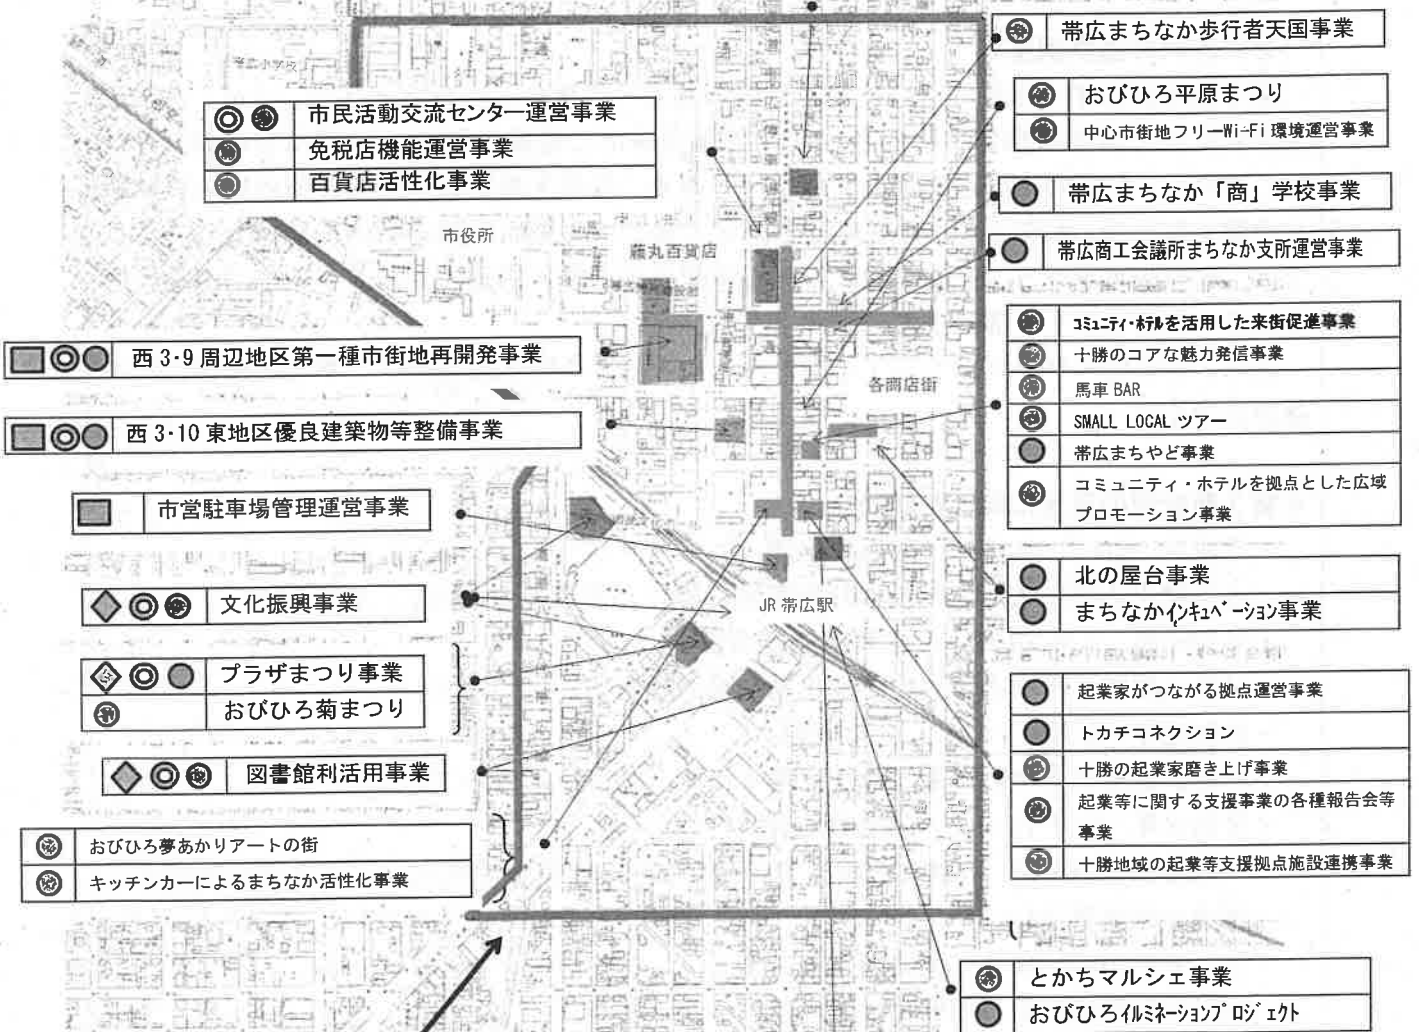 帯広まちなか歩行者天国事業
おびひろ平原まつり
中心市街地フリーWi-Fi環境運営事業
市民活動交流センター運営事業
免税店機能運営事業
百貨店活性化事業
帯広まちなか「商」学校事業
市役所
藤丸百貨店
帯広商工会議所まちなか支所運営事業
コミュニティ・ホテルを活用した来街促進事業
十勝のコアな魅力発信事業
馬車 BAR
SMALL LOCAL ツアー
帯広まちやど事業
コミュニティ・ホテルを拠点とした広域
プロモーション事業
西 3・9 周辺地区第一種市街地再開発事業
各商店街
西 3・10 東地区優良建築物等整備事業
市営駐車場管理運営事業
北の屋台事業
まちなかインキュベーション事業
文化振興事業
JR 帯広駅
プラザまつり事業
おびひろ菊まつり
起業家がつながる拠点運営事業
トカチコネクション
十勝の起業家磨き上げ事業
起業等に関する支援事業の各種報告会等
事業
十勝地域の起業等支援拠点施設連携事業
図書館利活用事業
おびひろ夢あかりアートの街
キッチンカーによるまちなか活性化事業
とかちマルシェ事業
おびひろイルミネーションプロジェクト